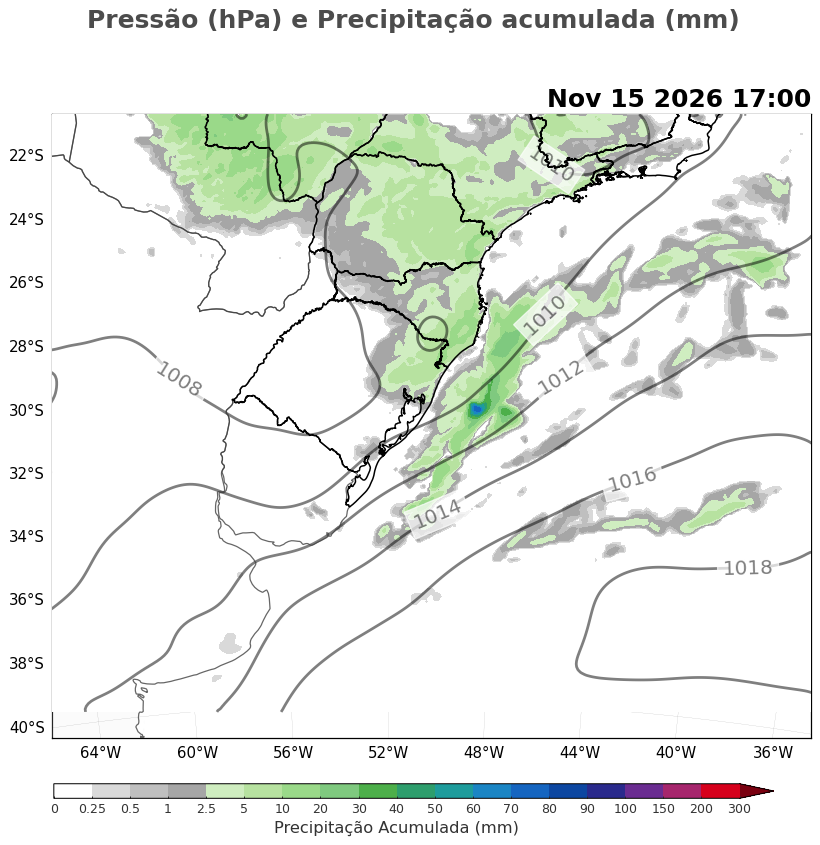 Pressão (hPa) e Precipitação acumulada (mm)
Nov 15 2026 17:00
22°S
24°S
26°S
28°S
30°S
32°S
34°S
36°S
38°S
40°S
1010
1010
1008
1012
1016
1014
1018
64°W 60°W 56°W 52°W 48°W 44°W 40°W 36°W
0 0.25 0.5 1 2.5 5 10 20 30 40 50 60 70 80 90 100 150 200 300
Precipitação Acumulada (mm)